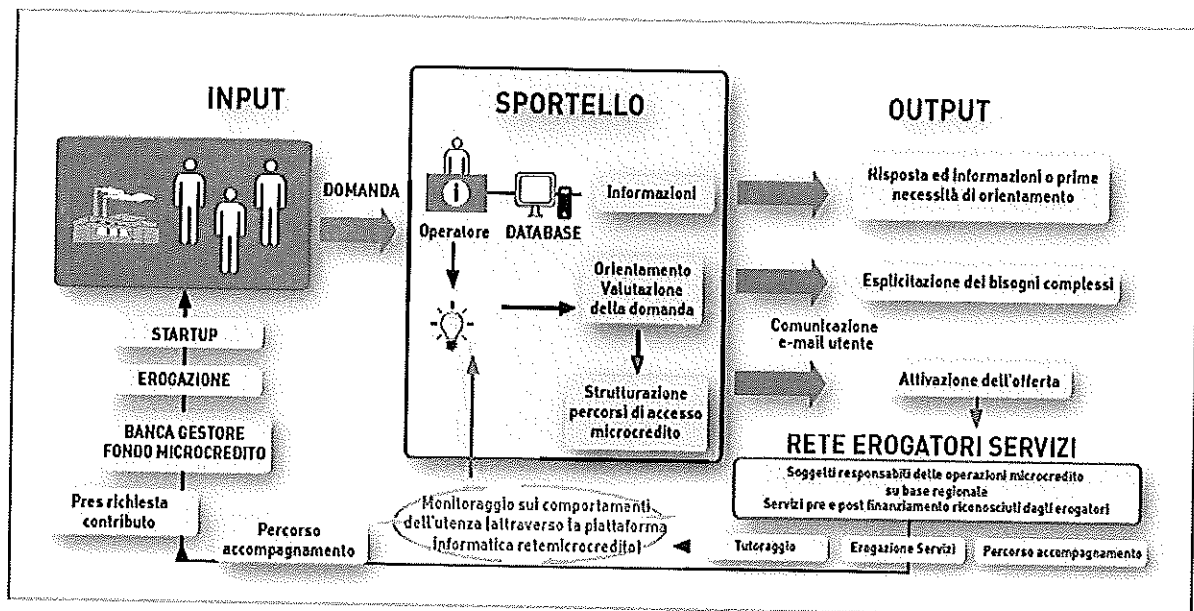 INPUT
DOMANDA
STARTUP
EROGAZIONE
BANCA GESTORE
FONDO MICROCREDITO
Pres richiesta
contributo
Percorso
accompagnamento
SPORTELLO
Operatore
DATABASE
Informazioni
Orientamento
Valutazione
della domanda
Strutturazione
percorsi di accesso
microcredito
Monitoraggio sui comportamenti
dell'utenza (attraverso la plattaforma
informatica retemicrocredito)
OUTPUT
Risposta ed informazioni o prime
necessità di orientamento
Esplicitazione dei bisogni complessi
Comunicazione
e-mail utente
Attivazione dell'offerta
RETE EROGATORI SERVIZI
Soggetti responsabili delle operazioni microcredito
su base regionale
Servizi pre e post finanziamento riconosciuti dagli erogatori
Tutoraggio
Erogazione Servizi
Percorso accompagnamento